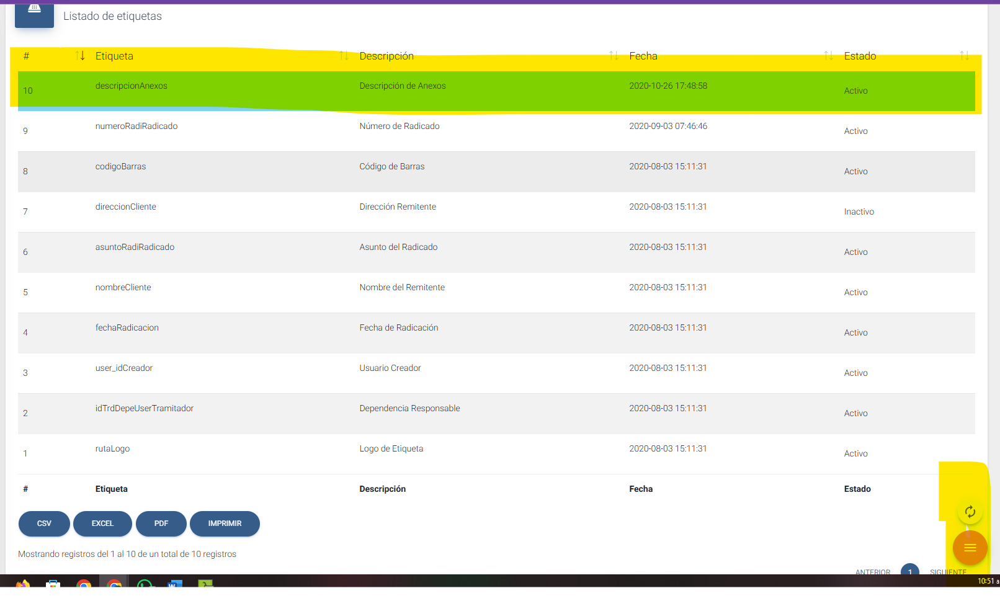 Listado de etiquetas
# Etiqueta Descripción Fecha Estado
10 descripcionAnexos Descripción de Anexos 2020-10-26 17:48:58 Activo
9 numeroRadiRadicado Número de Radicado 2020-09-03 07:46:46 Activo
8 codigoBarras Código de Barras 2020-08-03 15:11:31 Activo
7 direccionCliente Dirección Remitente 2020-08-03 15:11:31 Inactivo
6 asuntoRadiRadicado Asunto del Radicado 2020-08-03 15:11:31 Activo
5 nombreCliente Nombre del Remitente 2020-08-03 15:11:31 Activo
4 fechaRadicacion Fecha de Radicación 2020-08-03 15:11:31 Activo
3 user_idCreador Usuario Creador 2020-08-03 15:11:31 Activo
2 idTrdDepeUserTramitador Dependencia Responsable 2020-08-03 15:11:31 Activo
1 rutaLogo Logo de Etiqueta 2020-08-03 15:11:31 Activo
# Etiqueta Descripción Fecha Estado
CSV EXCEL PDF IMPRIMIR
Mostrando registros del 1 al 10 de un total de 10 registros
ANTERIOR 1 SIGUIENTE
10:51 a